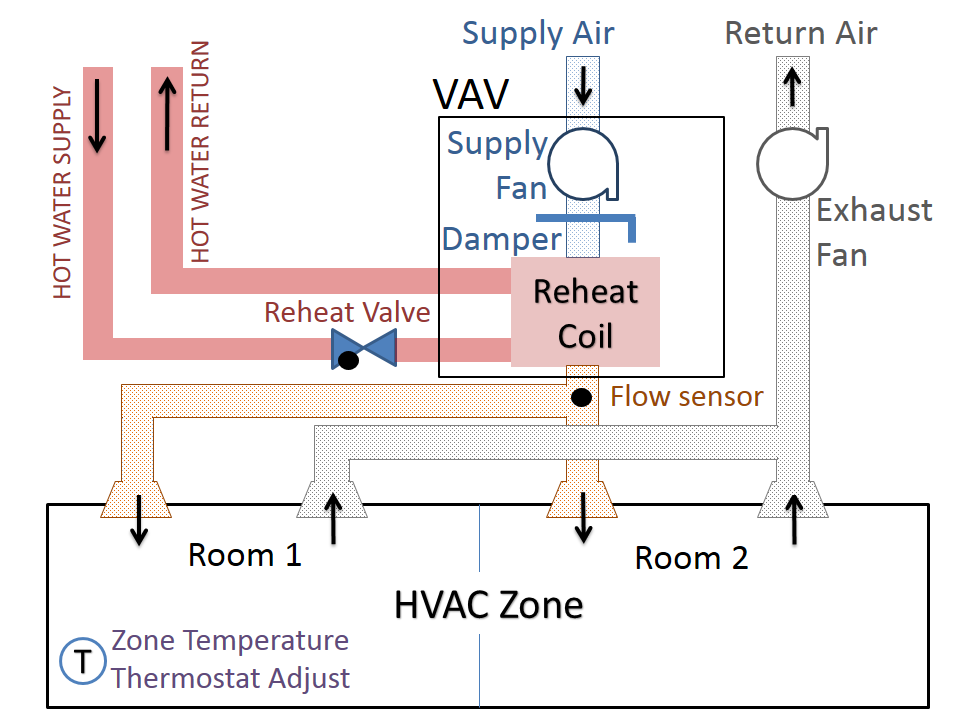 Supply Air
Return Air
HOT WATER SUPPLY
HOT WATER RETURN
VAV
Supply
Fan
Damper
Exhaust
Fan
Reheat
Coil
Reheat Valve
Flow sensor
Room 1
Room 2
HVAC Zone
T
Zone Temperature
Thermostat Adjust